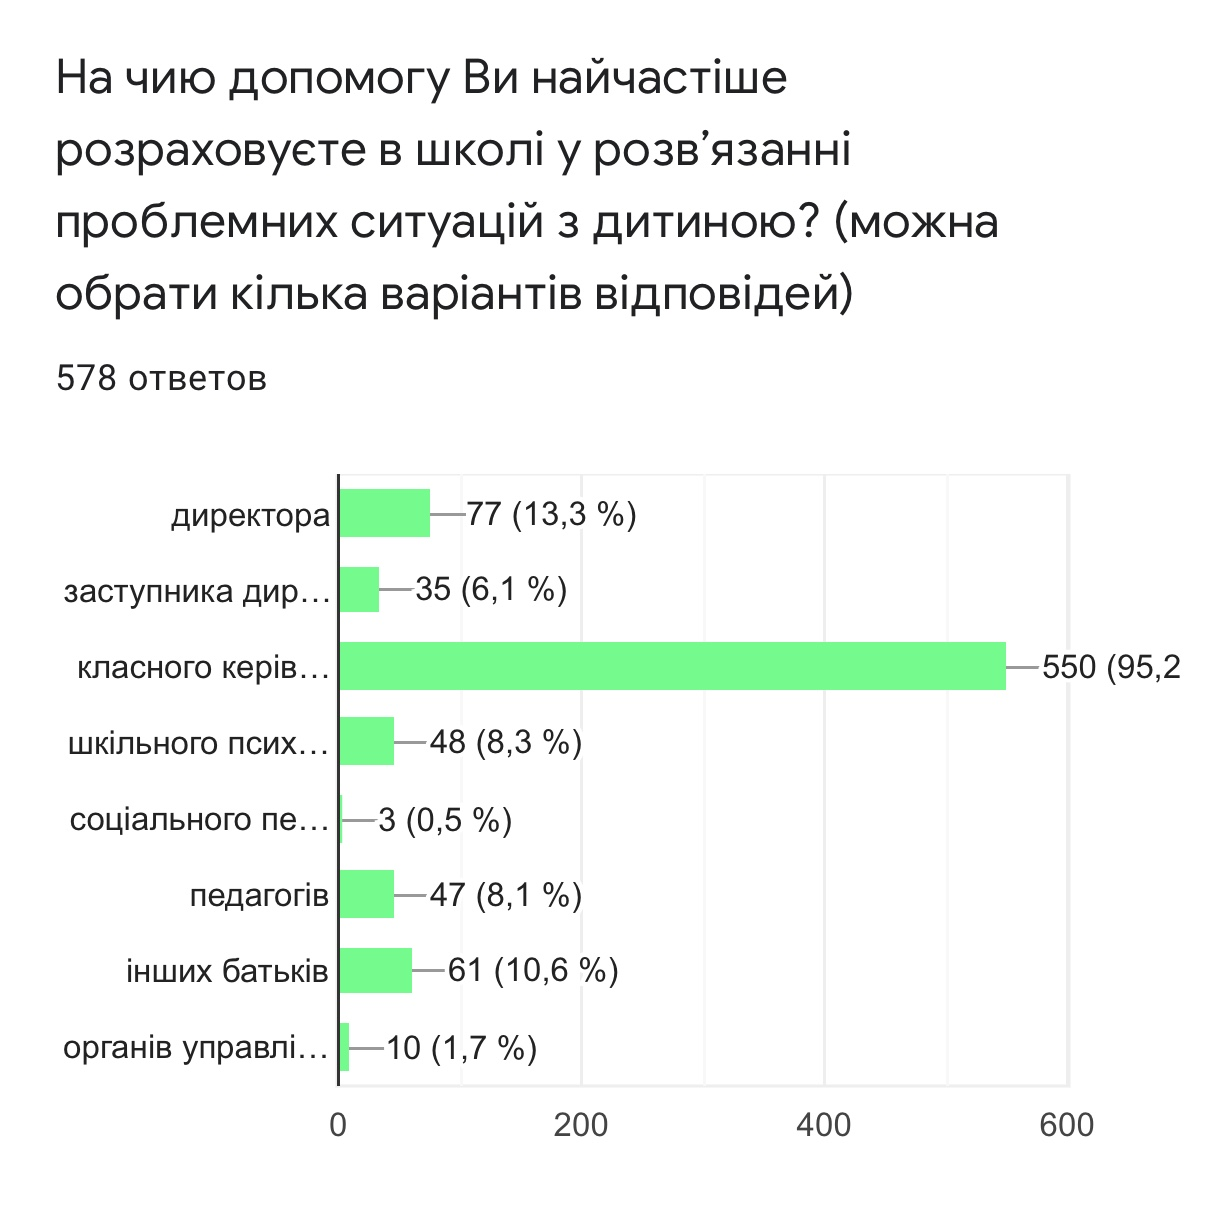 На чию допомогу Ви найчастіше
розраховуєте в школі у розв’язанні
проблемних ситуацій з дитиною? (можна
обрати кілька варіантів відповідей)
578 ответов
директора 77 (13,3 %)
заступника дир… 35 (6,1 %)
класного керів… 550 (95,2
шкільного псих… 48 (8,3 %)
соціального пе… 3 (0,5 %)
педагогів 47 (8,1 %)
інших батьків 61 (10,6 %)
органів управлі… 10 (1,7 %)
0 200 400 600